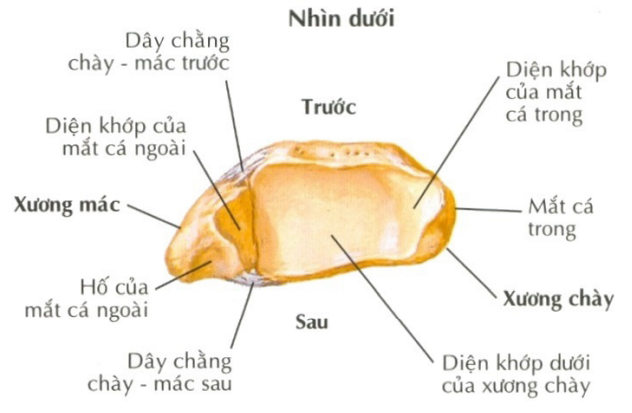 Nhìn dưới
Dây chằng
chày - mác trước
Diện khớp
của mắt
cá trong
Trước
Diện khớp của
mắt cá ngoài
Xương mác
Mắt cá
trong
Hố của
mắt cá ngoài
Xương chày
Sau
Dây chằng
chày - mác sau
Diện khớp dưới
của xương chày